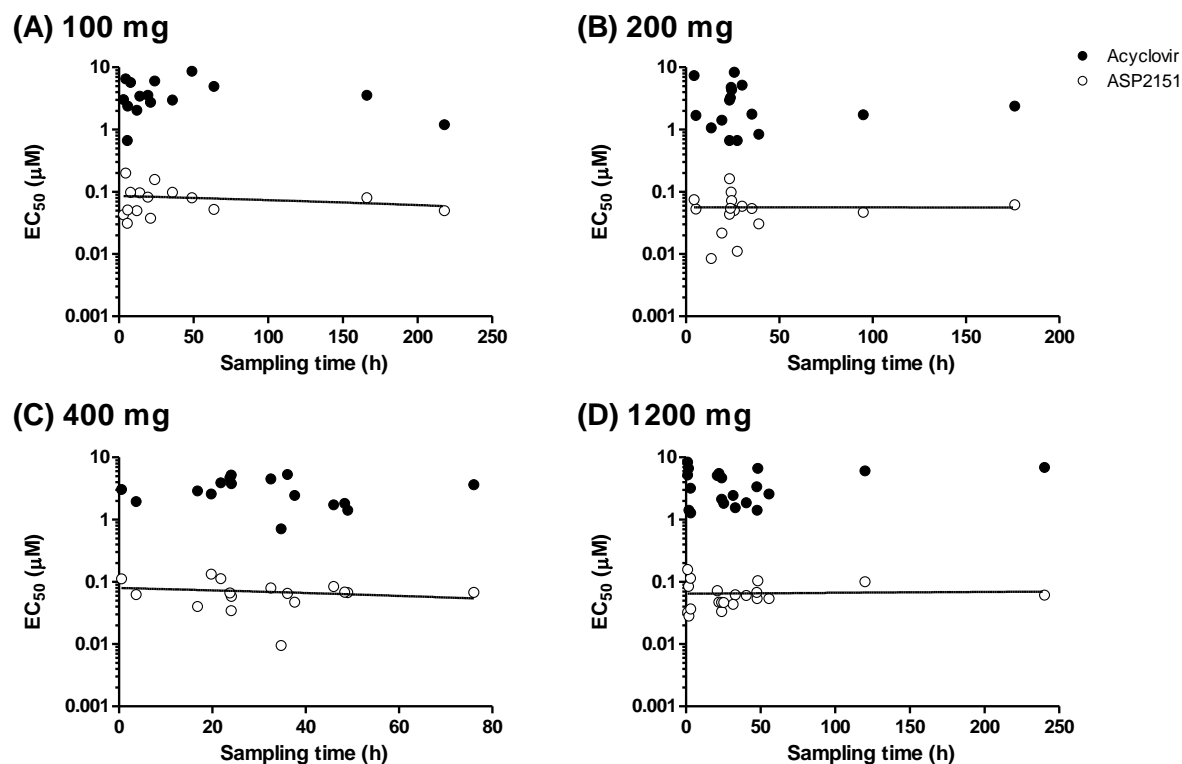 (A) 100 mg
10
1
0.1
0.01
0.001
EC50 (μM)
0 50 100 150 200 250
Sampling time (h)
(B) 200 mg
10
1
0.1
0.01
0.001
EC50 (μM)
0 50 100 150 200
Sampling time (h)
Acyclovir
ASP2151
(C) 400 mg
10
1
0.1
0.01
0.001
EC50 (μM)
0 20 40 60 80
Sampling time (h)
(D) 1200 mg
10
1
0.1
0.01
0.001
EC50 (μM)
0 50 100 150 200 250
Sampling time (h)